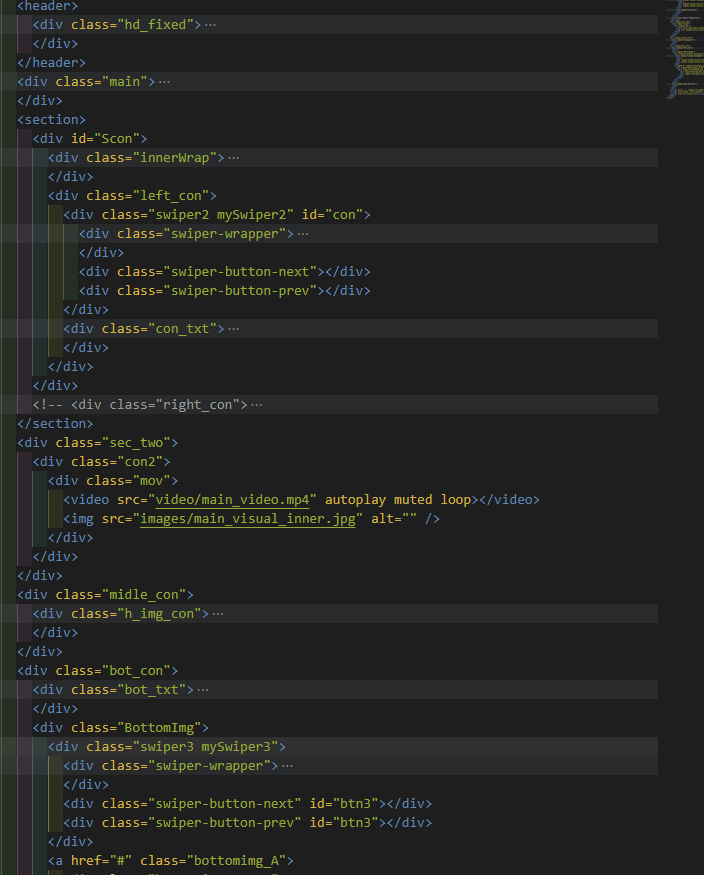 <header>
<div class="hd_fixed"> ···
</div>
</header>
<div class="main"> ···
</div>
<section>
<div id="Scon">
<div class="innerWrap"> ···
</div>
<div class="left_con">
<div class="swiper2 mySwiper2" id="con">
<div class="swiper-wrapper"> ···
</div>
<div class="swiper-button-next"></div>
<div class="swiper-button-prev"></div>
</div>
<div class="con_txt"> ···
</div>
</div>
</div>
<!-- <div class="right_con"> ···
</section>
<div class="sec_two">
<div class="con2">
<div class="mov">
<video src="video/main_video.mp4" autoplay muted loop></video>
<img src="images/main_visual_inner.jpg" alt="" />
</div>
</div>
</div>
<div class="midle_con">
<div class="h_img_con"> ···
</div>
</div>
<div class="bot_con">
<div class="bot_txt"> ···
</div>
<div class="BottomImg">
<div class="swiper3 mySwiper3">
<div class="swiper-wrapper"> ···
</div>
<div class="swiper-button-next" id="btn3"></div>
<div class="swiper-button-prev" id="btn3"></div>
</div>
<a href="#" class="bottomimg_A">